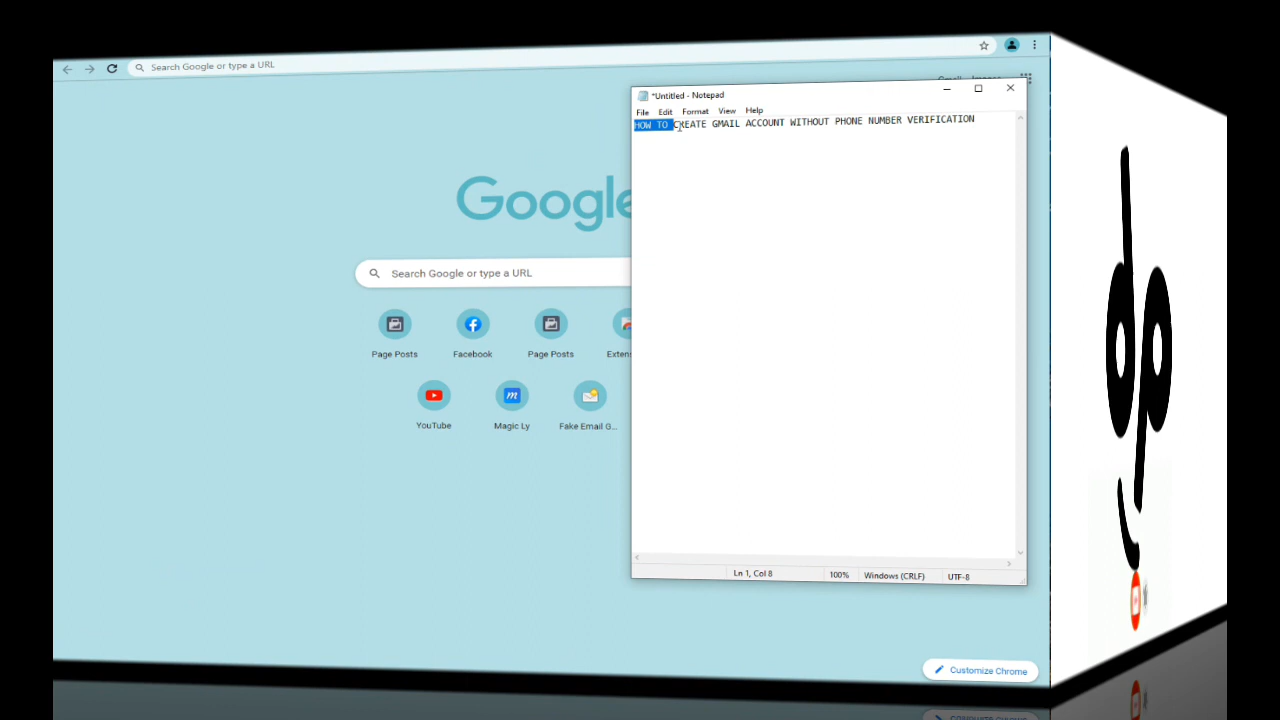 Search Google or type a URL
*Untitled - Notepad
File Edit Format View Help
HOW TO CREATE GMAIL ACCOUNT WITHOUT PHONE NUMBER VERIFICATION
Google
Search Google or type a URL
Page Posts
Facebook
Page Posts
Exten
YouTube
Magic Ly
Fake Email G...
Ln 1, Col 8
100%
Windows (CRLF)
UTF-8
Customize Chrome